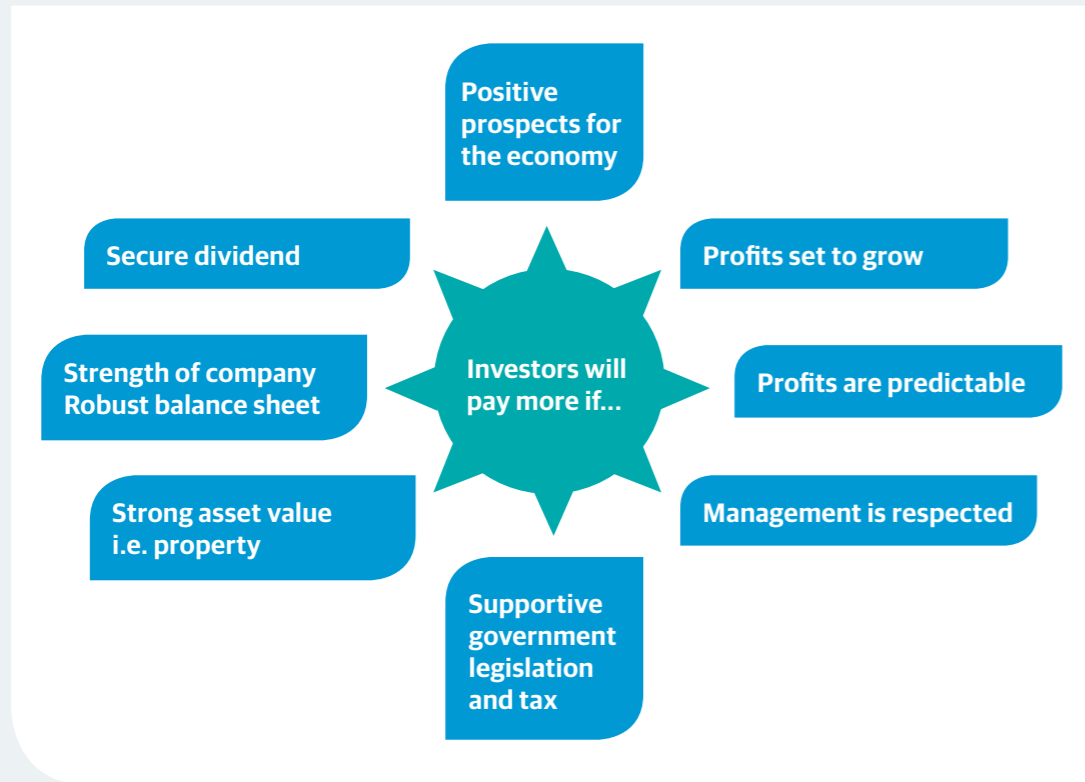 Positive
prospects for
the economy
Secure dividend
Profits set to grow
Strength of company
Robust balance sheet
Investors will
pay more if...
Profits are predictable
Strong asset value
i.e. property
Management is respected
Supportive
government
legislation
and tax